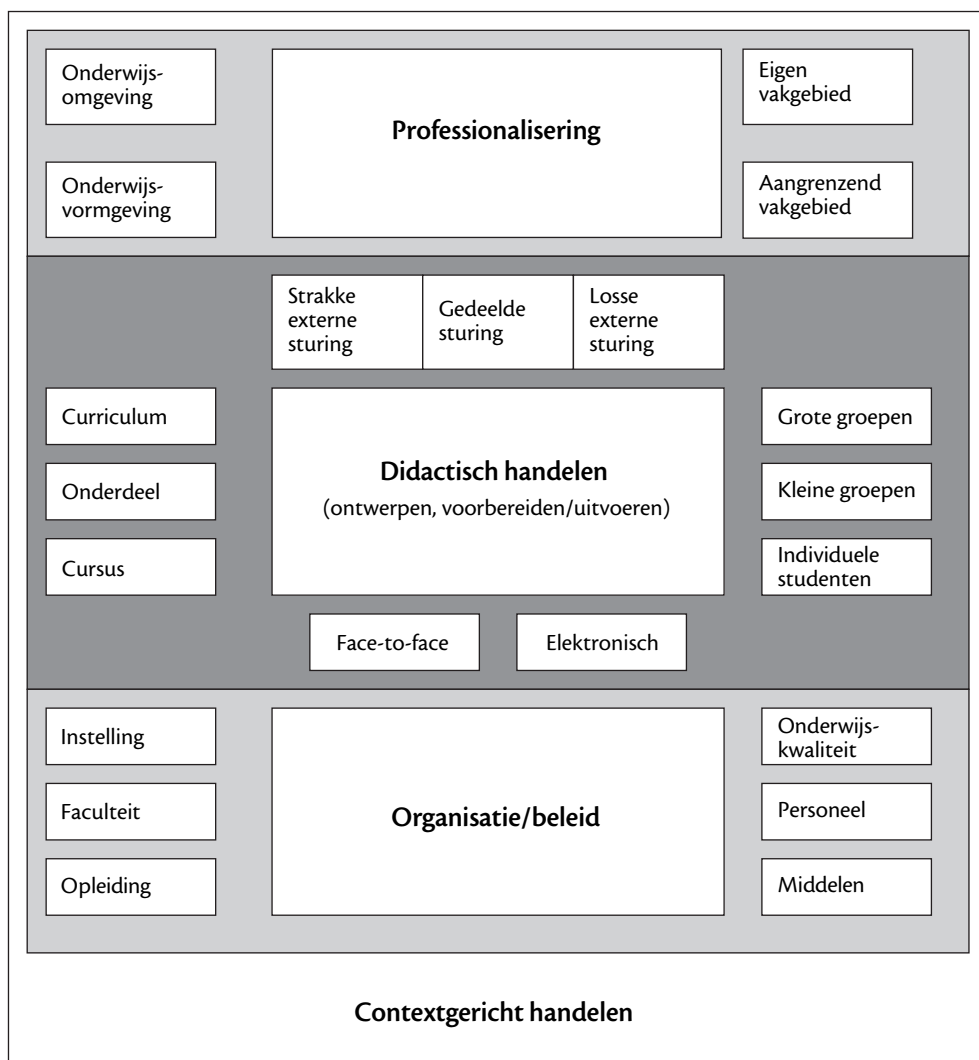 Onderwijs-
omgeving
Onderwijs-
vormgeving
Professionalisering
Eigen
vakgebied
Aangrenzend
vakgebied
Strakke
externe
sturing
Gedeelde
sturing
Losse
externe
sturing
Curriculum
Onderdeel
Cursus
Didactisch handelen
(ontwerpen, voorbereiden/uitvoeren)
Grote groepen
Kleine groepen
Individuele
studenten
Face-to-face
Elektronisch
Instelling
Faculteit
Opleiding
Organisatie/beleid
Onderwijs-
kwaliteit
Personeel
Middelen
Contextgericht handelen